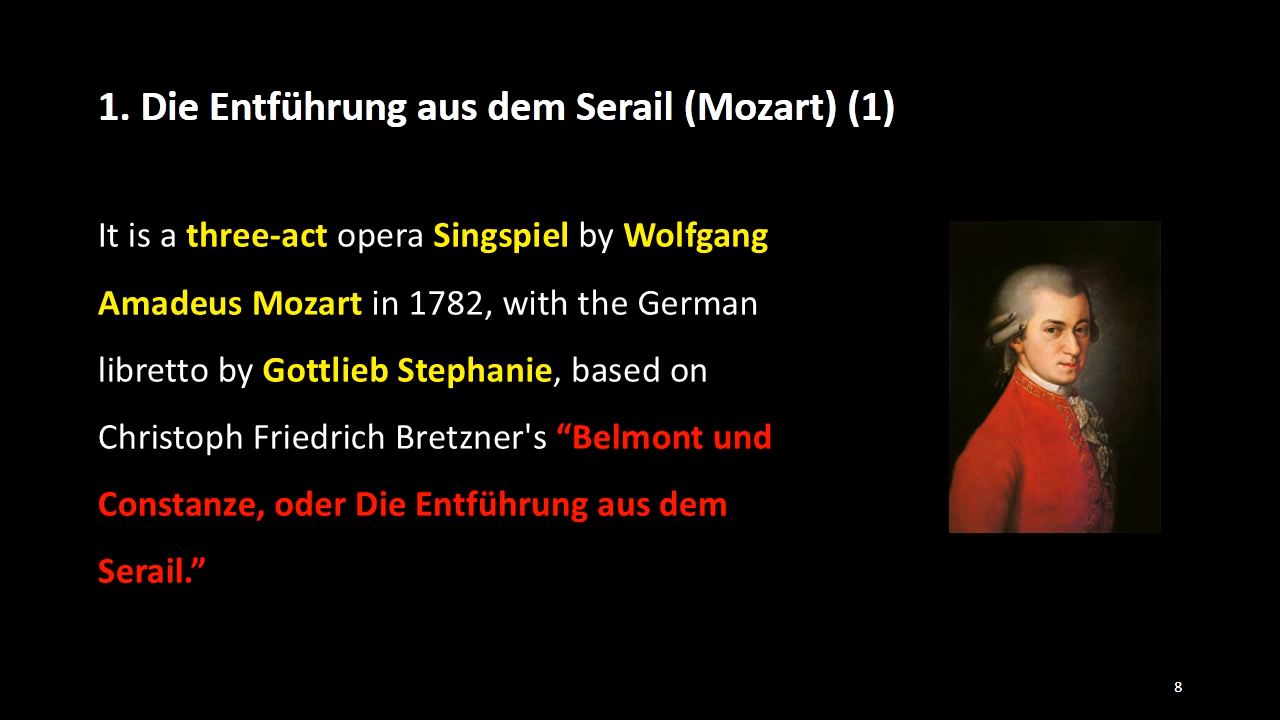 1. Die Entführung aus dem Serail (Mozart) (1)
It is a three-act opera Singspiel by Wolfgang
Amadeus Mozart in 1782, with the German
libretto by Gottlieb Stephanie, based on
Christoph Friedrich Bretzner's “Belmont und
Constanze, oder Die Entführung aus dem
Serail.”
8